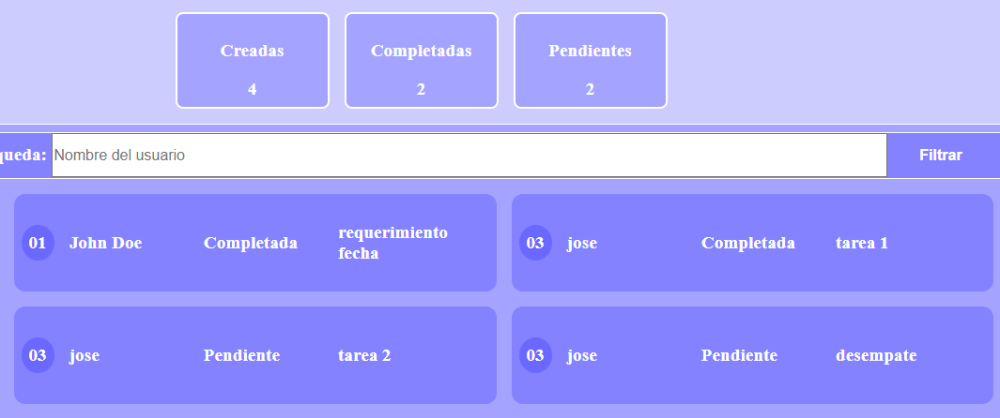 Creadas
4
Completadas
2
Pendientes
2
queda:
Nombre del usuario
Filtrar
01 John Doe Completada requerimiento
fecha
03 jose Completada tarea 1
03 jose Pendiente tarea 2
03 jose Pendiente desempate